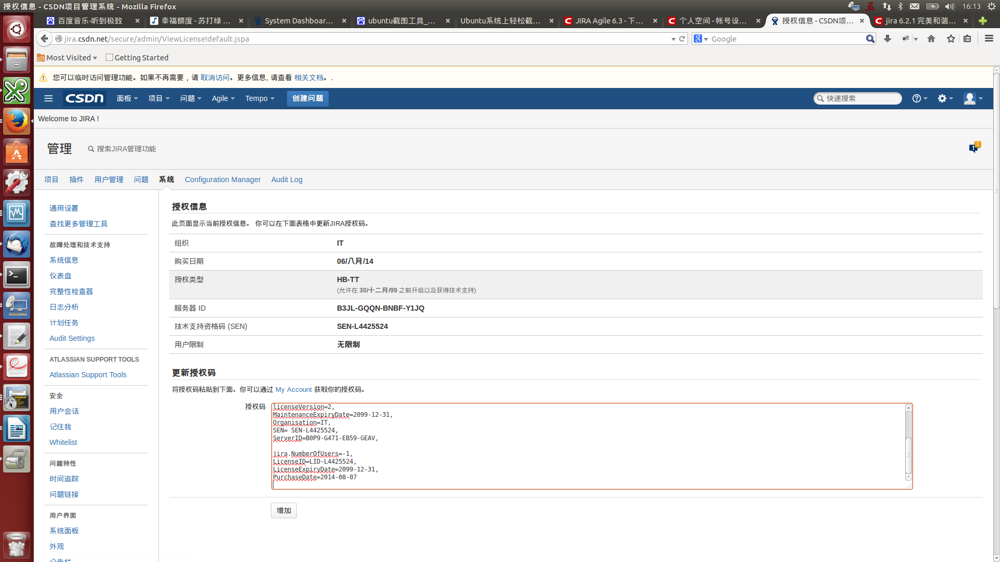 授权信息 - CSDN项目管理系统 - Mozilla Firefox
五
16:13
百度音乐-听到极致
幸福额度 - 苏打绿 ...
System Dashboar...
ubuntu截图工具_...
Ubuntu系统上轻松截...
JIRA Agile 6.3 - 下...
个人空间 - 帐号设...
授权信息 - CSDN项...
jira 6.2.1 完美和谐...
jira.csdn.net/secure/admin/ViewLicense!default.jspa
Google
Most Visited
Getting Started
您可以临时访问管理功能。如果不再需要，请 取消访问。更多信息, 请查看 相关文档。.
CSDN
面板
项目
问题
Agile
Tempo
创建问题
快速搜索
Welcome to JIRA !
管理
搜索JIRA管理功能
1
项目
插件
用户管理
问题
系统
Configuration Manager
Audit Log
通用设置
查找更多管理工具
故障处理和技术支持
系统信息
仪表盘
完整性检查器
日志分析
计划任务
Audit Settings
ATLASSIAN SUPPORT TOOLS
Atlassian Support Tools
安全
用户会话
记住我
Whitelist
问题特性
时间追踪
问题链接
用户界面
系统面板
外观
公告栏
授权信息
此页面显示当前授权信息。 你可以在下面表格中更新JIRA授权码。
组织 IT
购买日期 06/八月/14
授权类型 HB-TT
(允许在 30/十二月/99 之前升级以及获得技术支持)
服务器 ID B3JL-GQQN-BNBF-Y1JQ
技术支持资格码 (SEN) SEN-L4425524
用户限制 无限制
更新授权码
将授权码粘贴到下面。你可以通过 My Account 获取你的授权码。
授权码
licenseVersion=2,
MaintenanceExpiryDate=2099-12-31,
Organisation=IT,
SEN= SEN-L4425524,
ServerID=B0P9-G471-EB59-GEAV,
jira.NumberOfUsers=-1,
LicenseID=LID-L4425524,
LicenseExpiryDate=2099-12-31,
PurchaseDate=2014-08-07
增加